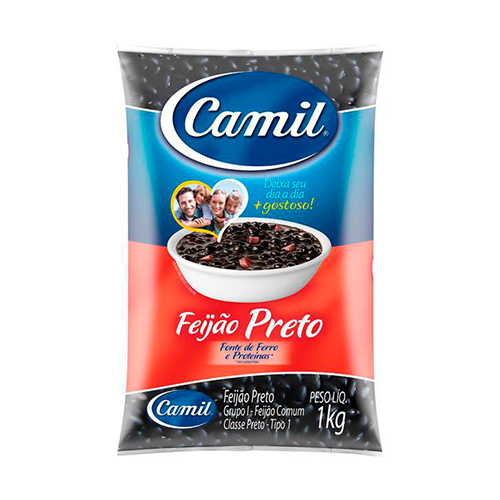 Camil®
Deixa seu
dia a dia
+ gostoso!
Feijão Preto
Fonte de Ferro
e Proteínas*
Camil®
Feijão Preto
Grupo I - Feijão Comum
Classe Preto - Tipo 1
PESO LÍQ.
1kg